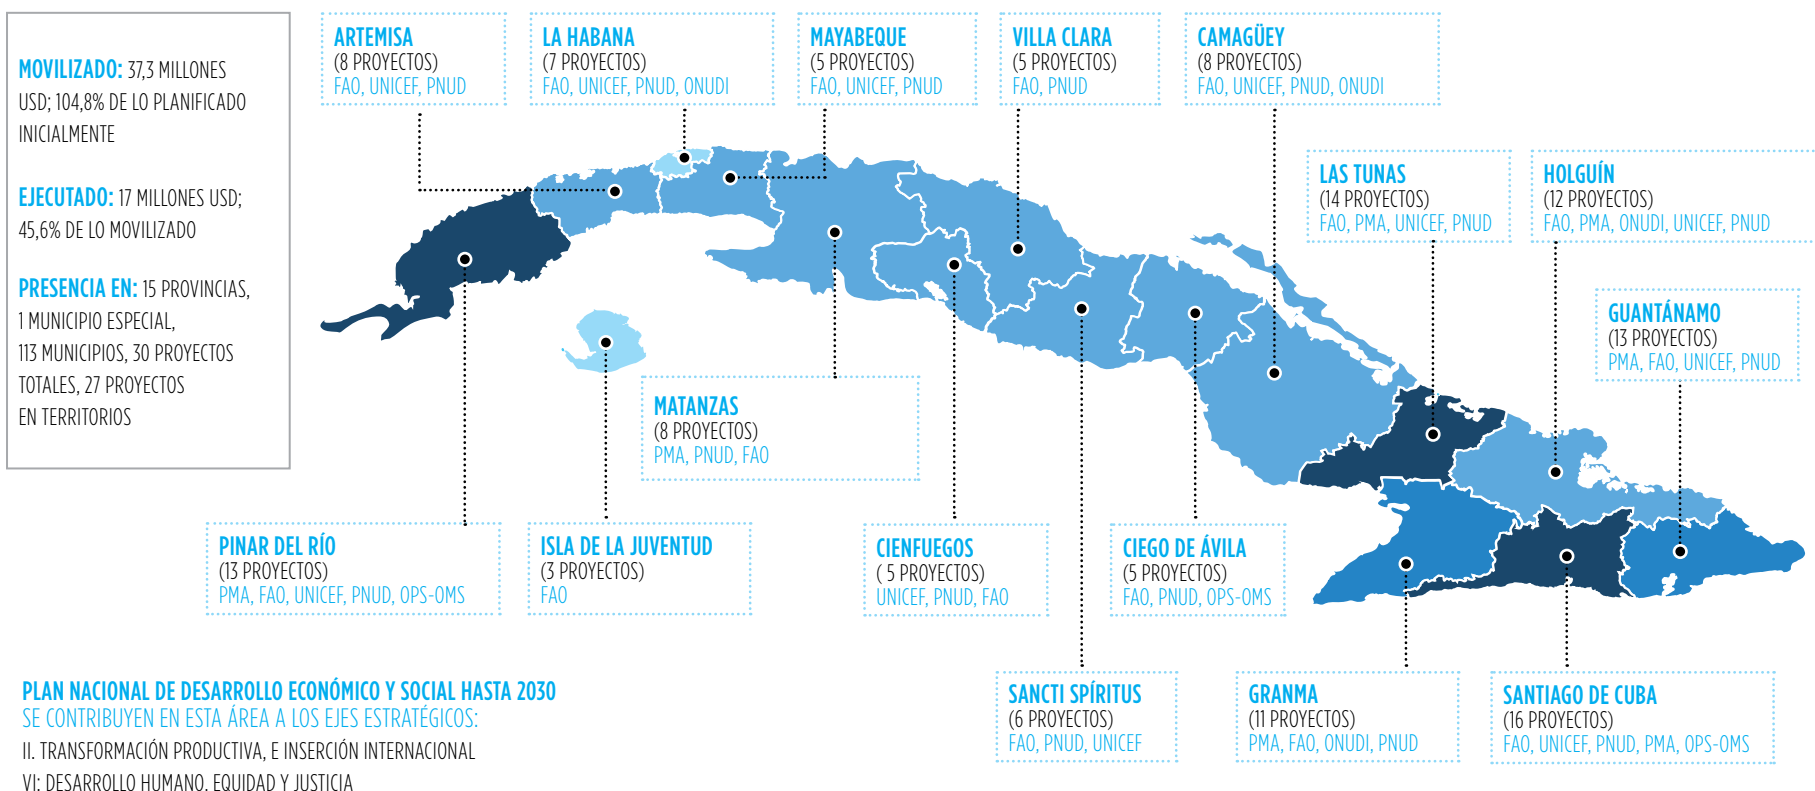 MOVILIZADO: 37,3 MILLONES
USD; 104,8% DE LO PLANIFICADO
INICIALMENTE
EJECUTADO: 17 MILLONES USD;
45,6% DE LO MOVILIZADO
PRESENCIA EN: 15 PROVINCIAS,
1 MUNICIPIO ESPECIAL,
113 MUNICIPIOS, 30 PROYECTOS
TOTALES, 27 PROYECTOS
EN TERRITORIOS
ARTEMISA
(8 PROYECTOS)
FAO, UNICEF, PNUD
LA HABANA
(7 PROYECTOS)
FAO, UNICEF, PNUD, ONUDI
MAYABEQUE
(5 PROYECTOS)
FAO, UNICEF, PNUD
VILLA CLARA
(5 PROYECTOS)
FAO, PNUD
CAMAGÜEY
(8 PROYECTOS)
FAO, UNICEF, PNUD, ONUDI
LAS TUNAS
(14 PROYECTOS)
FAO, PMA, UNICEF, PNUD
HOLGUÍN
(12 PROYECTOS)
FAO, PMA, ONUDI, UNICEF, PNUD
GUANTÁNAMO
(13 PROYECTOS)
PMA, FAO, UNICEF, PNUD
MATANZAS
(8 PROYECTOS)
PMA, PNUD, FAO
PINAR DEL RÍO
(13 PROYECTOS)
PMA, FAO, UNICEF, PNUD, OPS-OMS
ISLA DE LA JUVENTUD
(3 PROYECTOS)
FAO
CIENFUEGOS
( 5 PROYECTOS)
UNICEF, PNUD, FAO
CIEGO DE ÁVILA
(5 PROYECTOS)
FAO, PNUD, OPS-OMS
SANCTI SPÍRITUS
(6 PROYECTOS)
FAO, PNUD, UNICEF
GRANMA
(11 PROYECTOS)
PMA, FAO, ONUDI, PNUD
SANTIAGO DE CUBA
(16 PROYECTOS)
FAO, UNICEF, PNUD, PMA, OPS-OMS
PLAN NACIONAL DE DESARROLLO ECONÓMICO Y SOCIAL HASTA 2030
SE CONTRIBUYEN EN ESTA ÁREA A LOS EJES ESTRATÉGICOS:
II. TRANSFORMACIÓN PRODUCTIVA, E INSERCIÓN INTERNACIONAL
VI: DESARROLLO HUMANO, EQUIDAD Y JUSTICIA